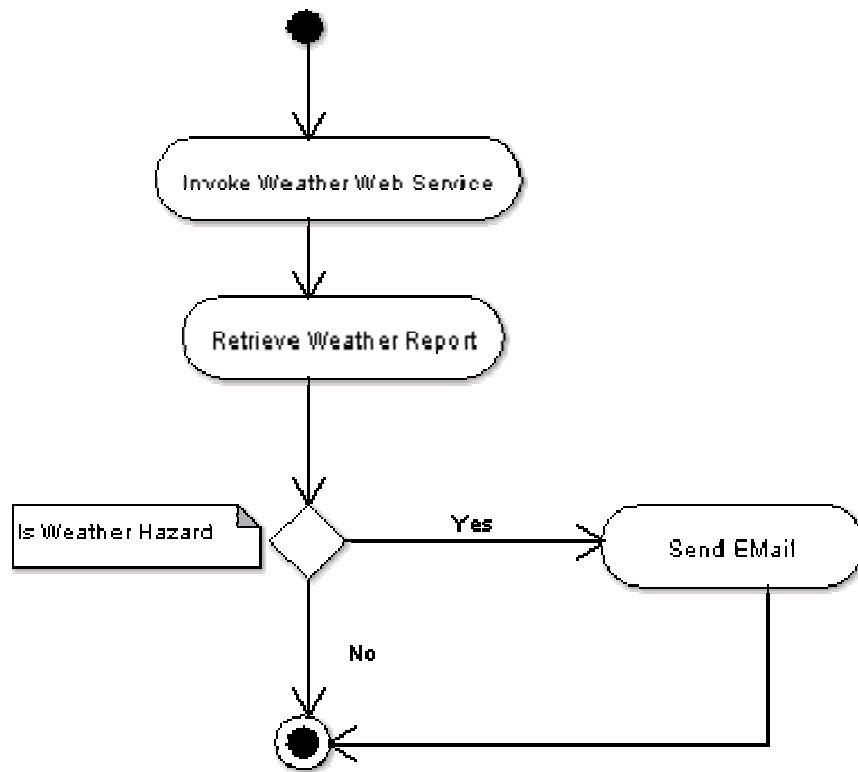 Invoke Weather Web Service
Retrieve Weather Report
Is Weather Hazard
Yes
Send EMail
No